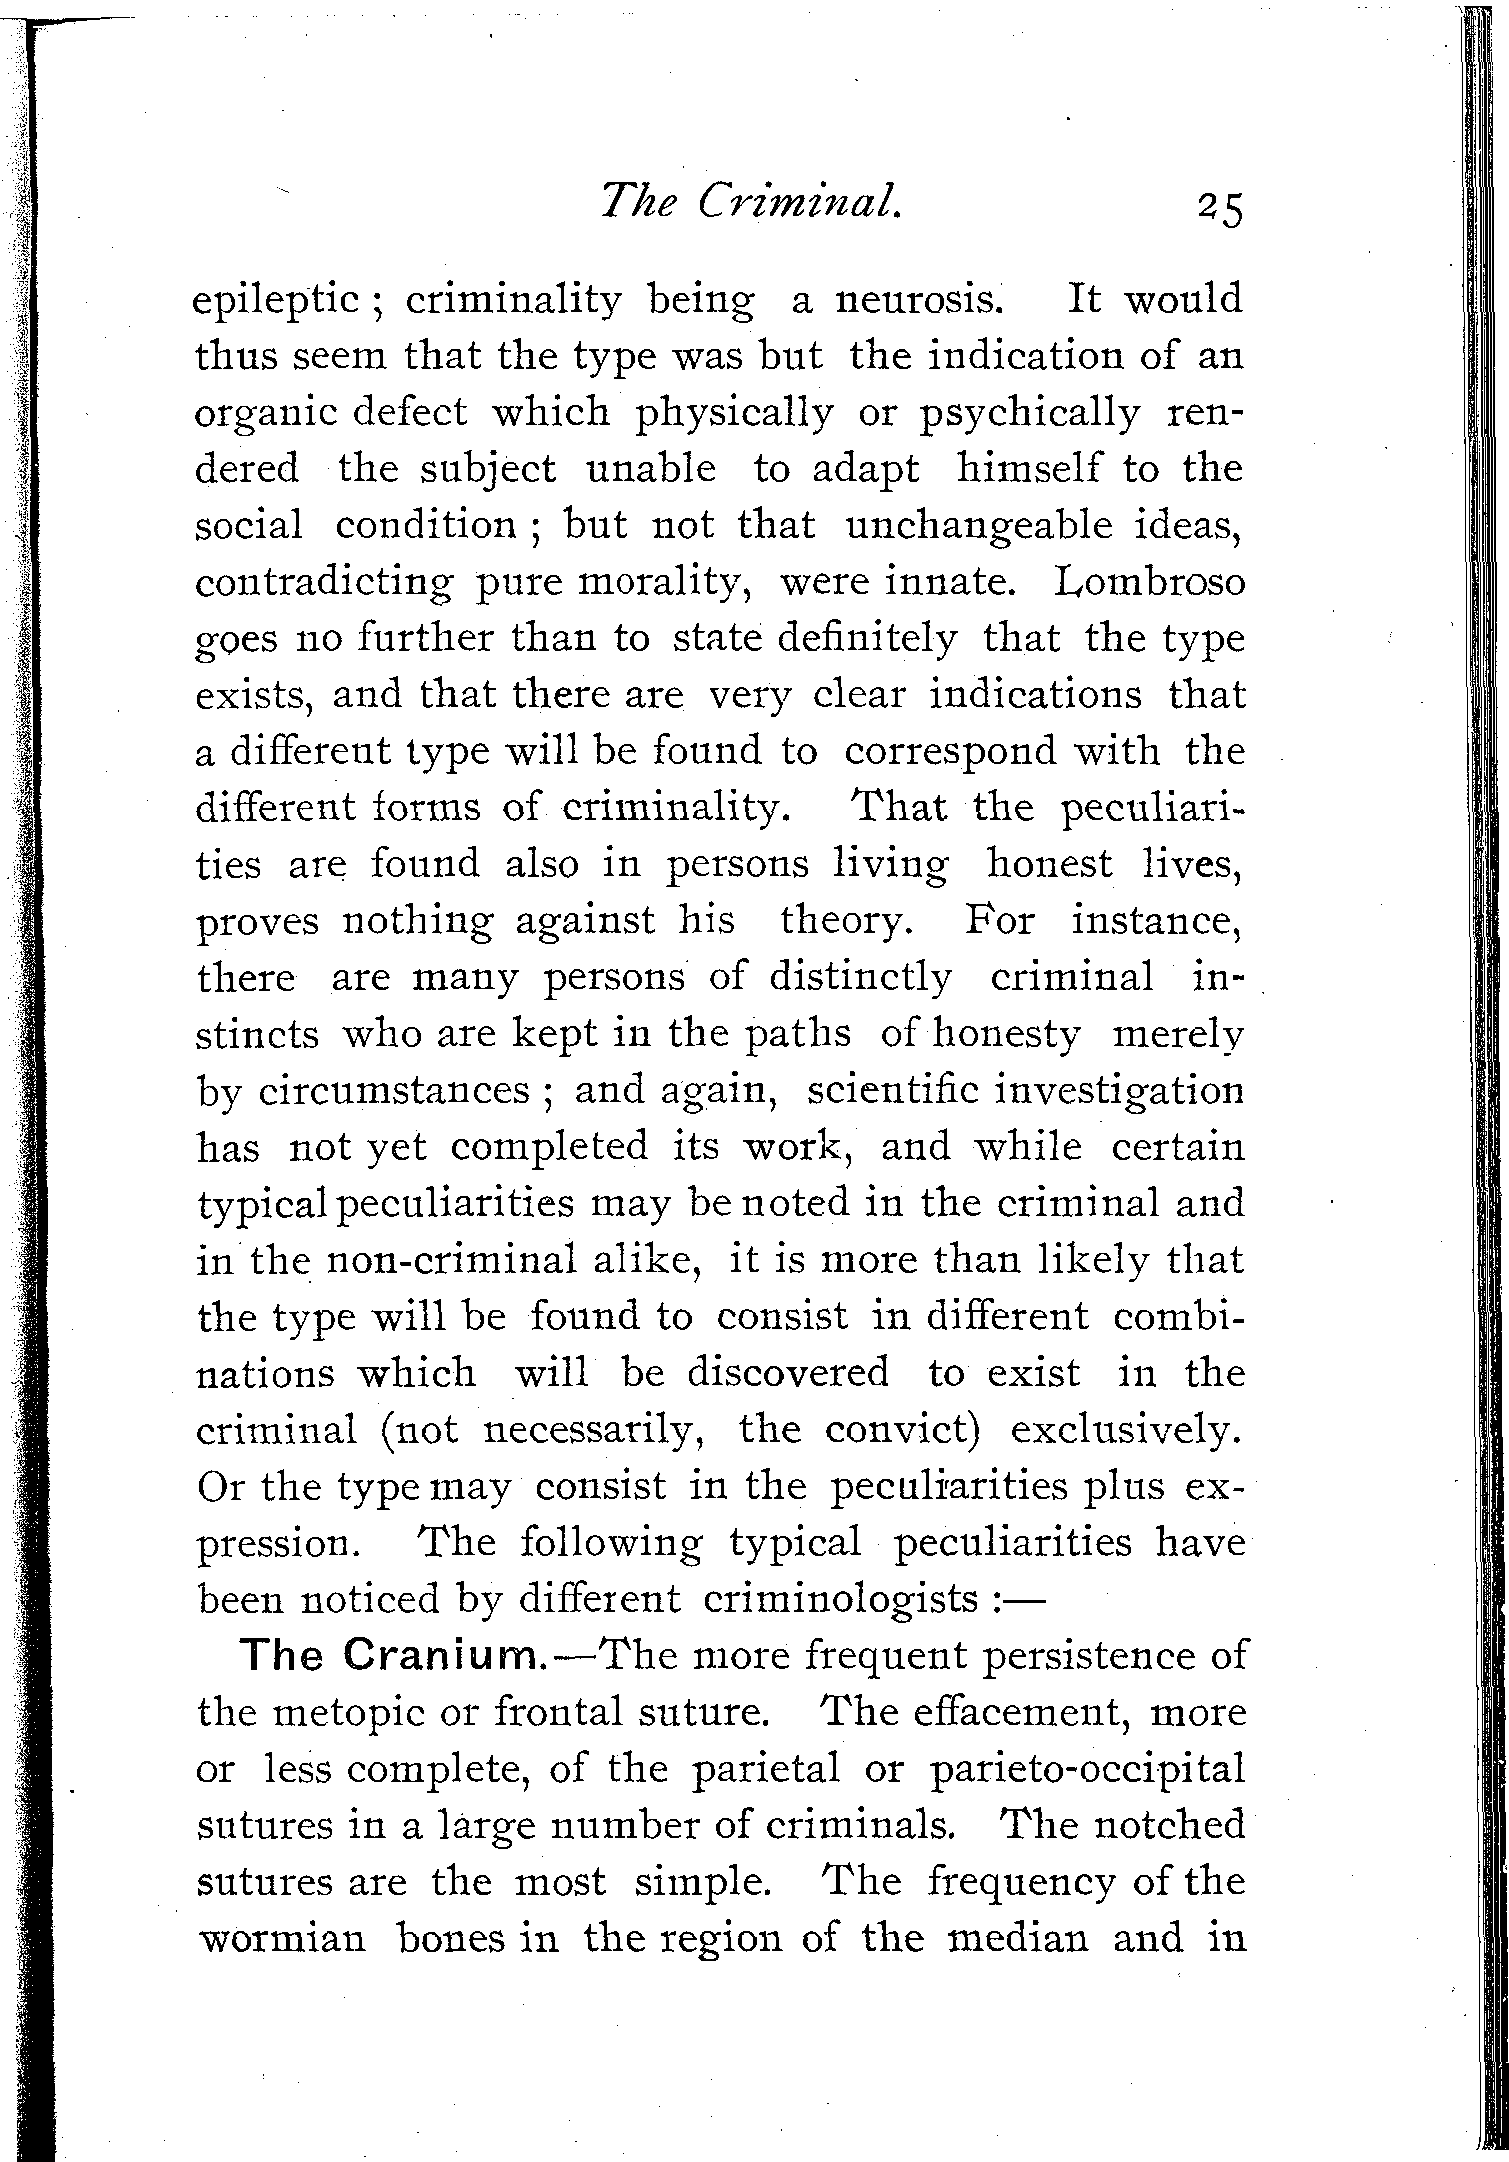 The Criminal. 25
epileptic ; criminality being a neurosis. It would
thus seem that the type was but the indication of an
organic defect which physically or psychically ren-
dered the subject unable to adapt himself to the
social condition ; but not that unchangeable ideas,
contradicting pure morality, were innate. Lombroso
goes no further than to state definitely that the type
exists, and that there are very clear indications that
a different type will be found to correspond with the
different forms of criminality. That the peculiari-
ties are found also in persons living honest lives,
proves nothing against his theory. For instance,
there are many persons of distinctly criminal in-
stincts who are kept in the paths of honesty merely
by circumstances ; and again, scientific investigation
has not yet completed its work, and while certain
typical peculiarities may be noted in the criminal and
in the non-criminal alike, it is more than likely that
the type will be found to consist in different combi-
nations which will be discovered to exist in the
criminal (not necessarily, the convict) exclusively.
Or the type may consist in the peculiarities plus ex-
pression. The following typical peculiarities have
been noticed by different criminologists :—
The Cranium.—The more frequent persistence of
the metopic or frontal suture. The effacement, more
or less complete, of the parietal or parieto-occipital
sutures in a large number of criminals. The notched
sutures are the most simple. The frequency of the
wormian bones in the region of the median and in